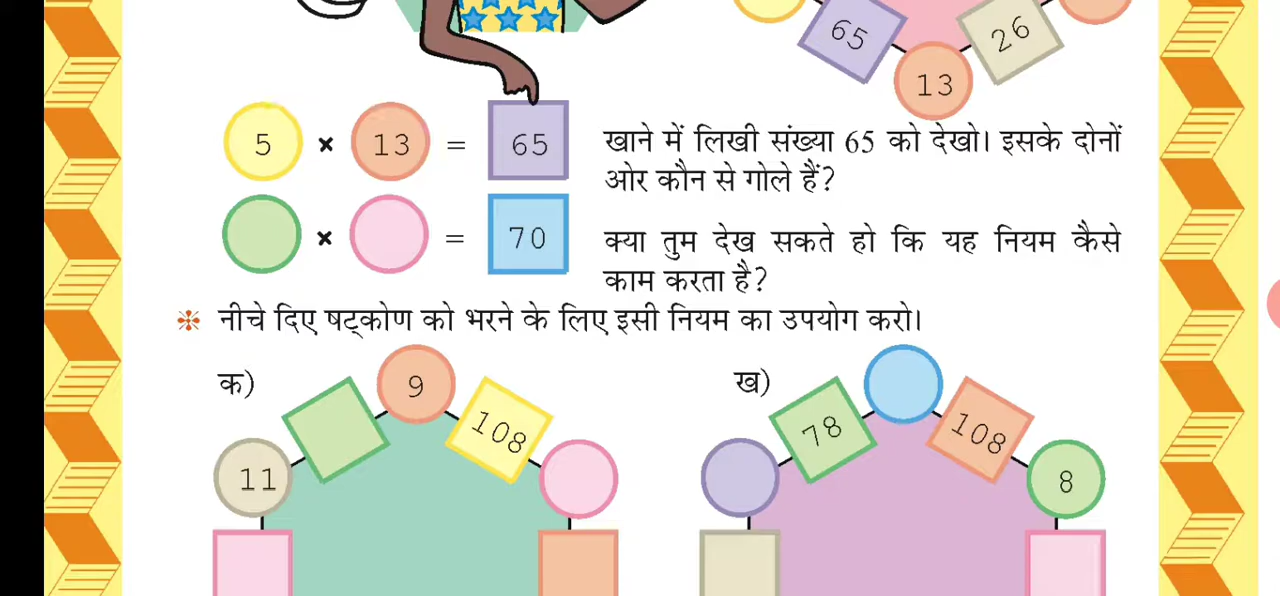 65
26
13
5 × 13 = 65
खाने में लिखी संख्या 65 को देखो। इसके दोनों
ओर कौन से गोले हैं?
× = 70
क्या तुम देख सकते हो कि यह नियम कैसे
काम करता है?
नीचे दिए षट्कोण को भरने के लिए इसी नियम का उपयोग करो।
क)
9
108
11
ख)
78
108
8